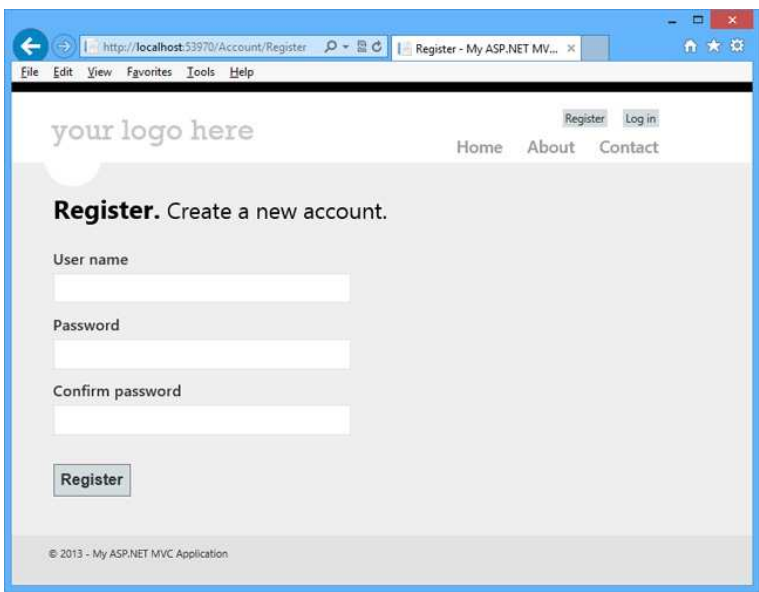 http://localhost:53970/Account/Register
Register - My ASP.NET MV...
File Edit View Favorites Tools Help
your logo here
Register Log in
Home About Contact
Register. Create a new account.
User name
Password
Confirm password
Register
© 2013 - My ASP.NET MVC Application